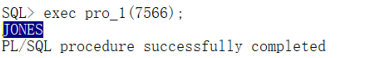 SQL> exec pro_1(7566);
JONES
PL/SQL procedure successfully completed